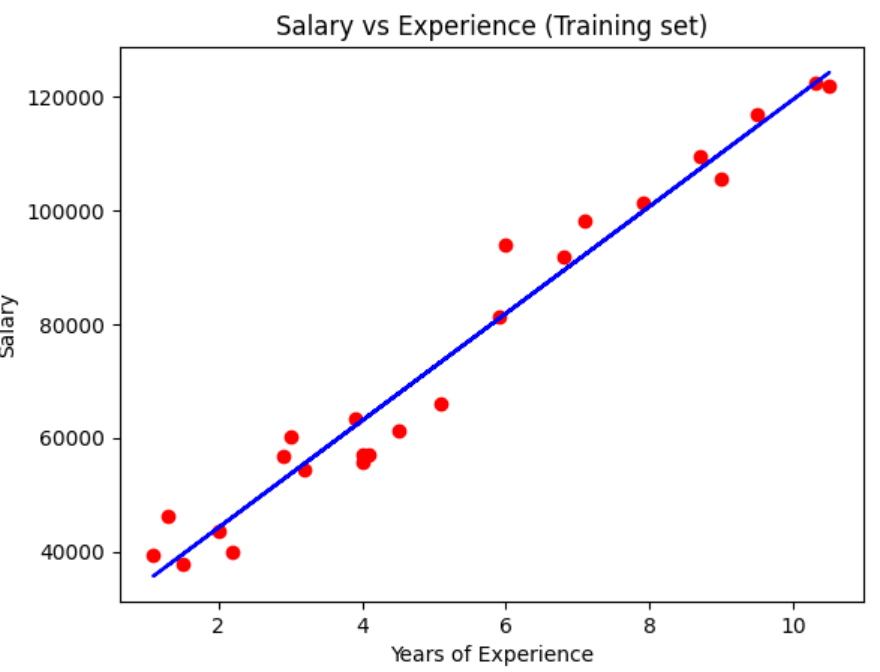 Salary vs Experience (Training set)
120000
100000
80000
60000
40000
Salary
2 4 6 8 10
Years of Experience